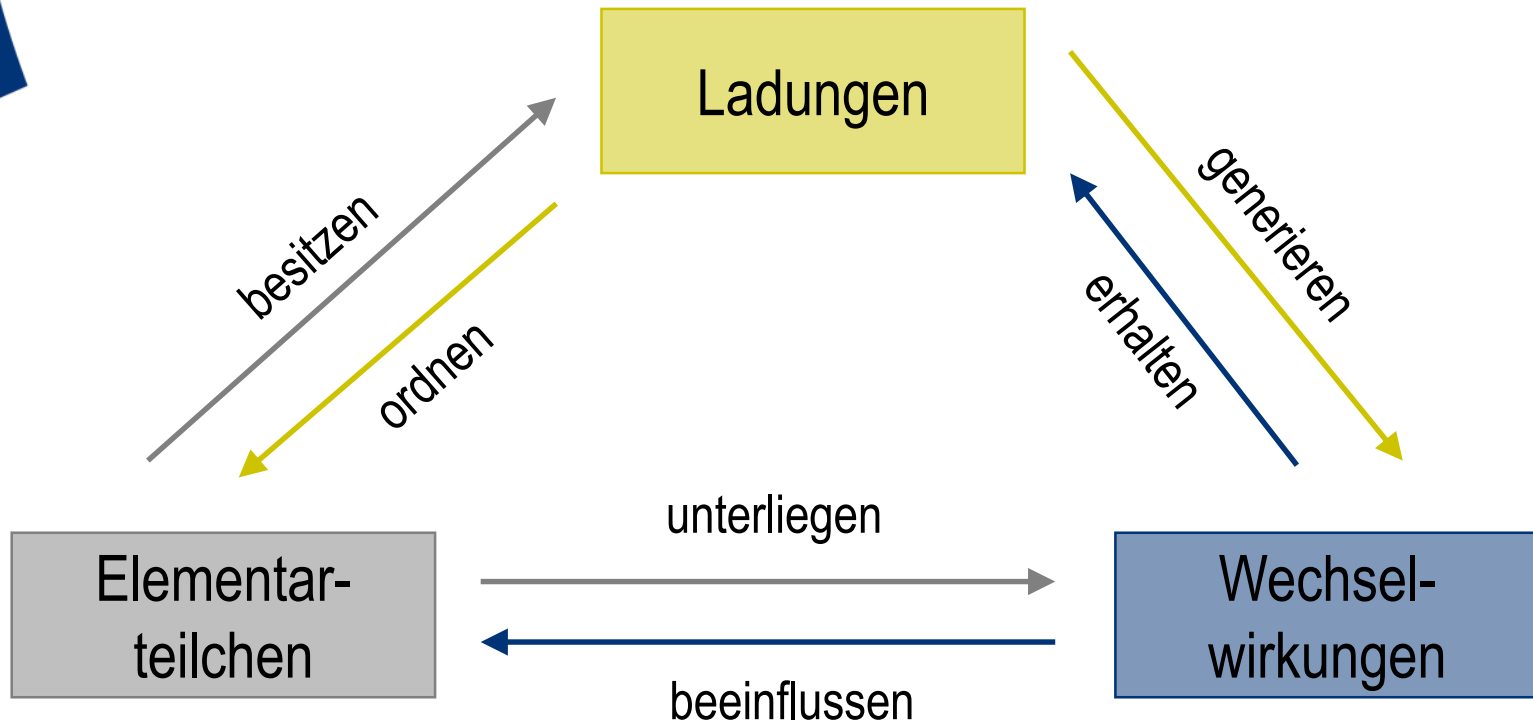 Ladungen
besitzen
ordnen
generieren
erhalten
unterliegen
Elementar-
teilchen
Wechsel-
wirkungen
beeinflussen